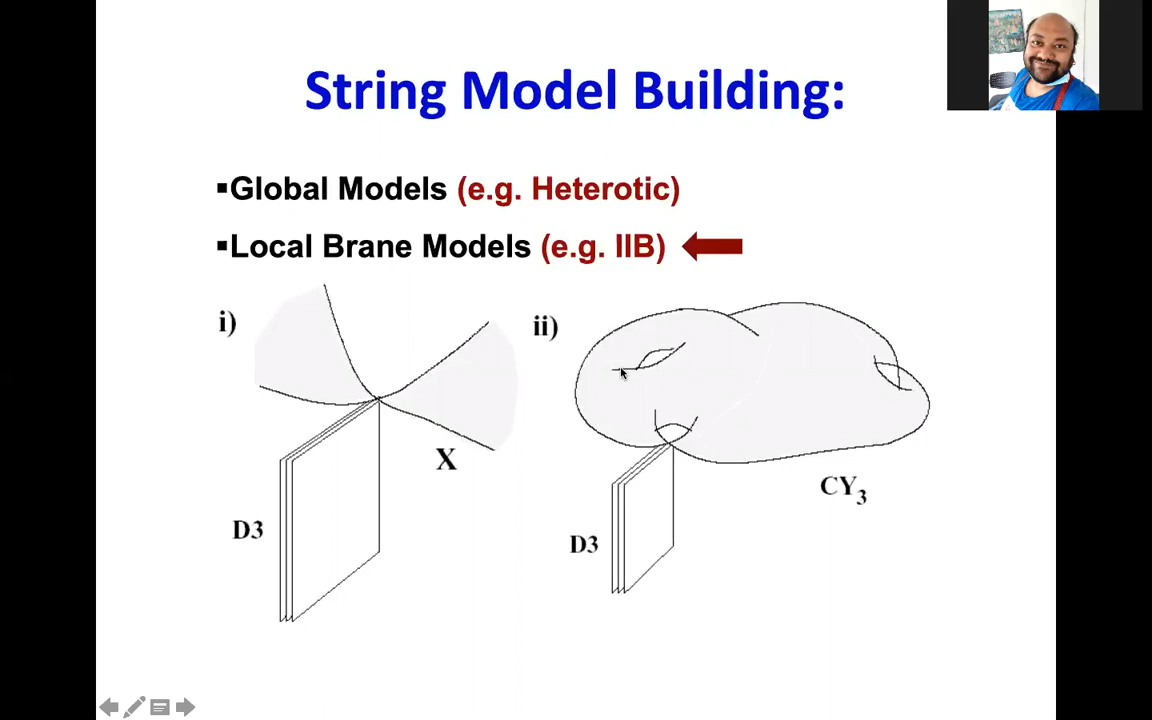 String Model Building:
▪Global Models (e.g. Heterotic)
▪Local Brane Models (e.g. IIB)
i)
ii)
X
CY3
D3
D3